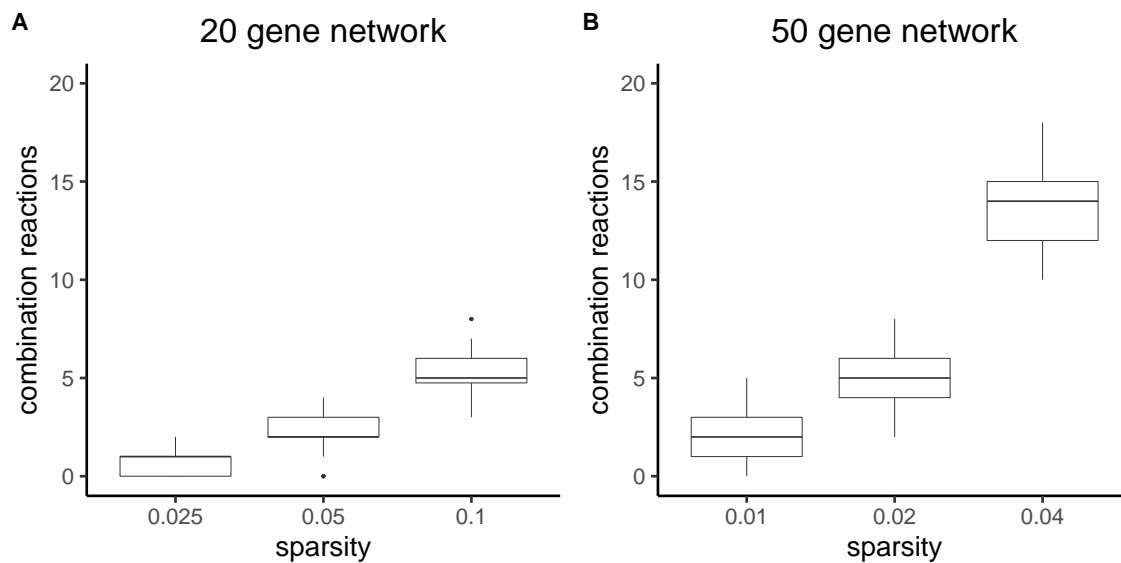 A
20 gene network
combination reactions
20
15
10
5
0
0.025 0.05 0.1
sparsity
B
50 gene network
combination reactions
20
15
10
5
0
0.01 0.02 0.04
sparsity